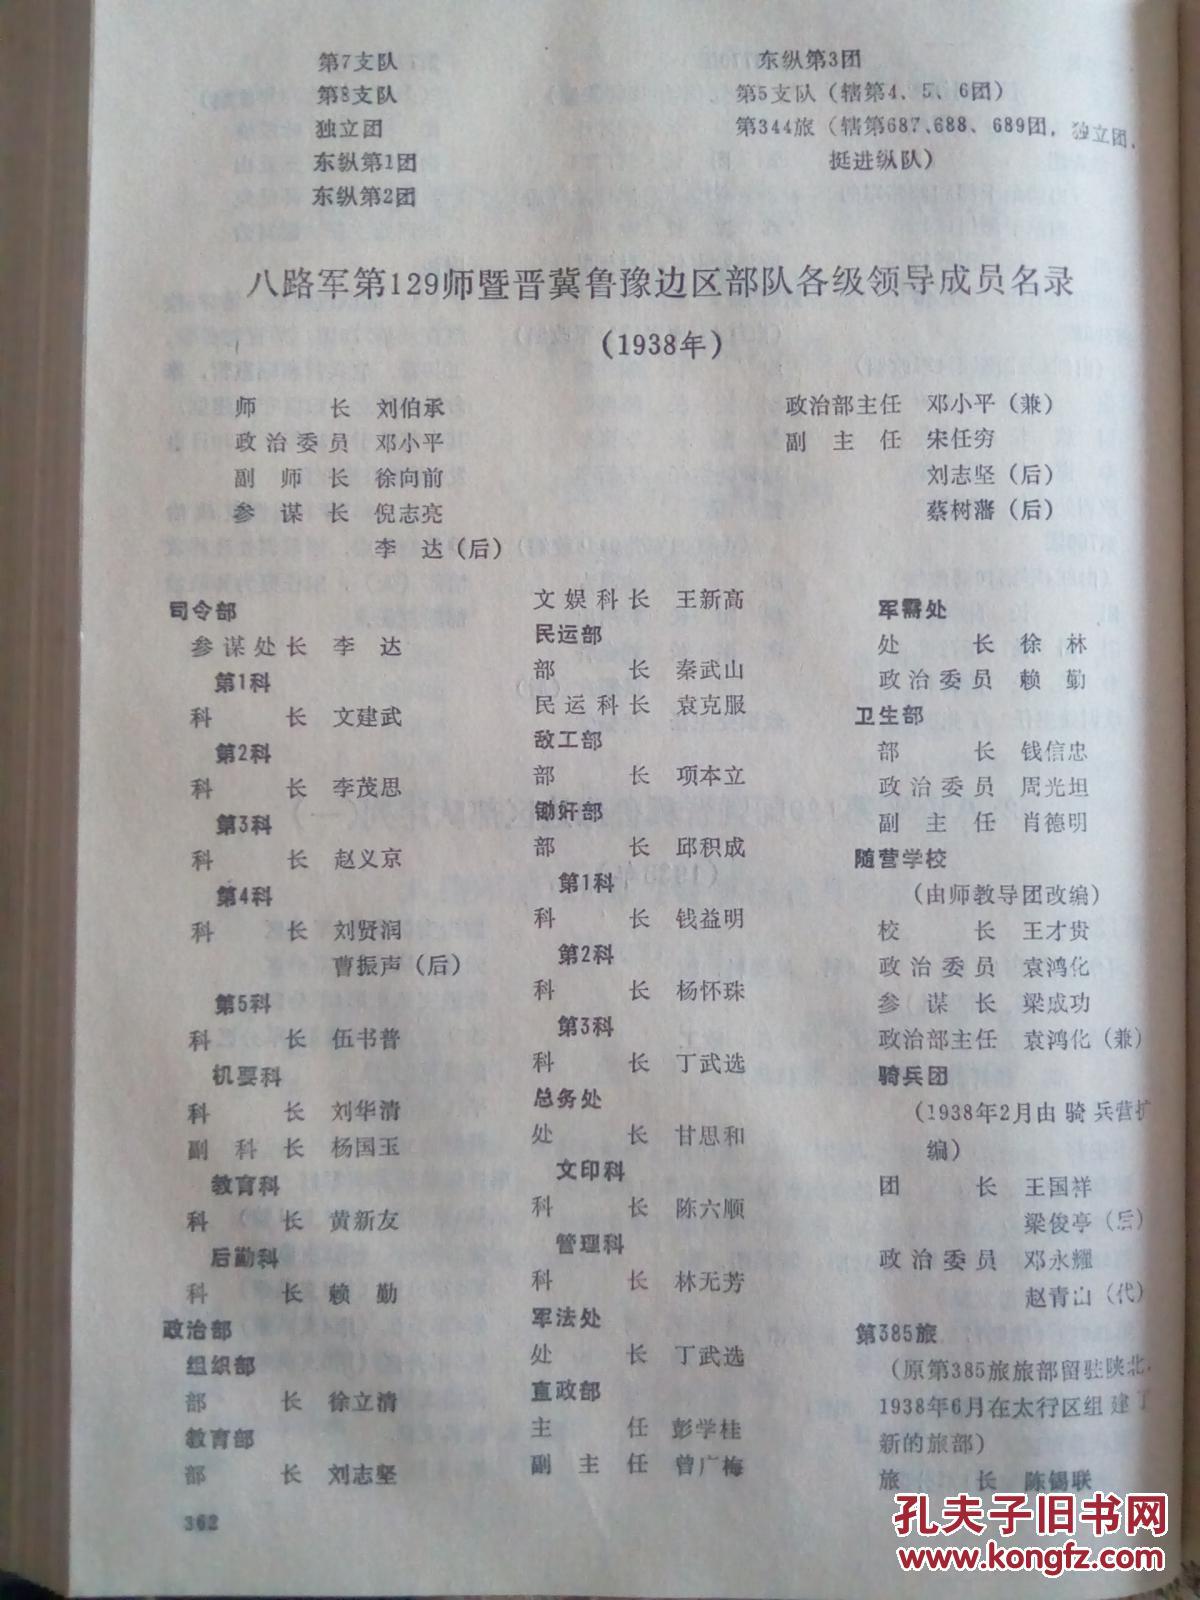 第7支队
第8支队
独立团
东纵第1团
东纵第2团
东纵第3团
第5支队（辖第4、5、6团）
第344旅（辖第687、688、689团，独立团，
挺进纵队）
八路军第129师暨晋冀鲁豫边区部队各级领导成员名录
（1938年）
师长 刘伯承
政治委员 邓小平
副师长 徐向前
参谋长 倪志亮
李达（后）
政治部主任 邓小平（兼）
副主任 宋任穷
刘志坚（后）
蔡树藩（后）
司令部
参谋处长 李达
第1科
科长 文建武
第2科
科长 李茂思
第3科
科长 赵义京
第4科
科长 刘贤润
曹振声（后）
第5科
科长 伍书普
机要科
科长 刘华清
副科长 杨国玉
教育科
科长 黄新友
后勤科
科长 赖勤
政治部
组织部
部长 徐立清
教育部
部长 刘志坚
文娱科长 王新高
民运部
部长 秦武山
民运科长 袁克服
敌工部
部长 项本立
锄奸部
部长 邱积成
第1科
科长 钱益明
第2科
科长 杨怀珠
第3科
科长 丁武选
总务处
处长 甘思和
文印科
科长 陈六顺
管理科
科长 林无芳
军法处
处长 丁武选
直政部
主任 彭学桂
副主任 曾广梅
军需处
处长 徐林
政治委员 赖勤
卫生部
部长 钱信忠
政治委员 周光坦
副主任 肖德明
随营学校
（由师教导团改编）
校长 王才贵
政治委员 袁鸿化
参谋长 梁成功
政治部主任 袁鸿化（兼）
骑兵团
（1938年2月由骑兵营扩
编）
团长 王国祥
梁俊亭（后）
政治委员 邓永耀
赵青山（代）
第385旅
（原第385旅旅部留驻陕北，
1938年6月在太行区组建了
新的旅部）
旅长 陈锡联
362
孔夫子旧书网
www.kongfz.com